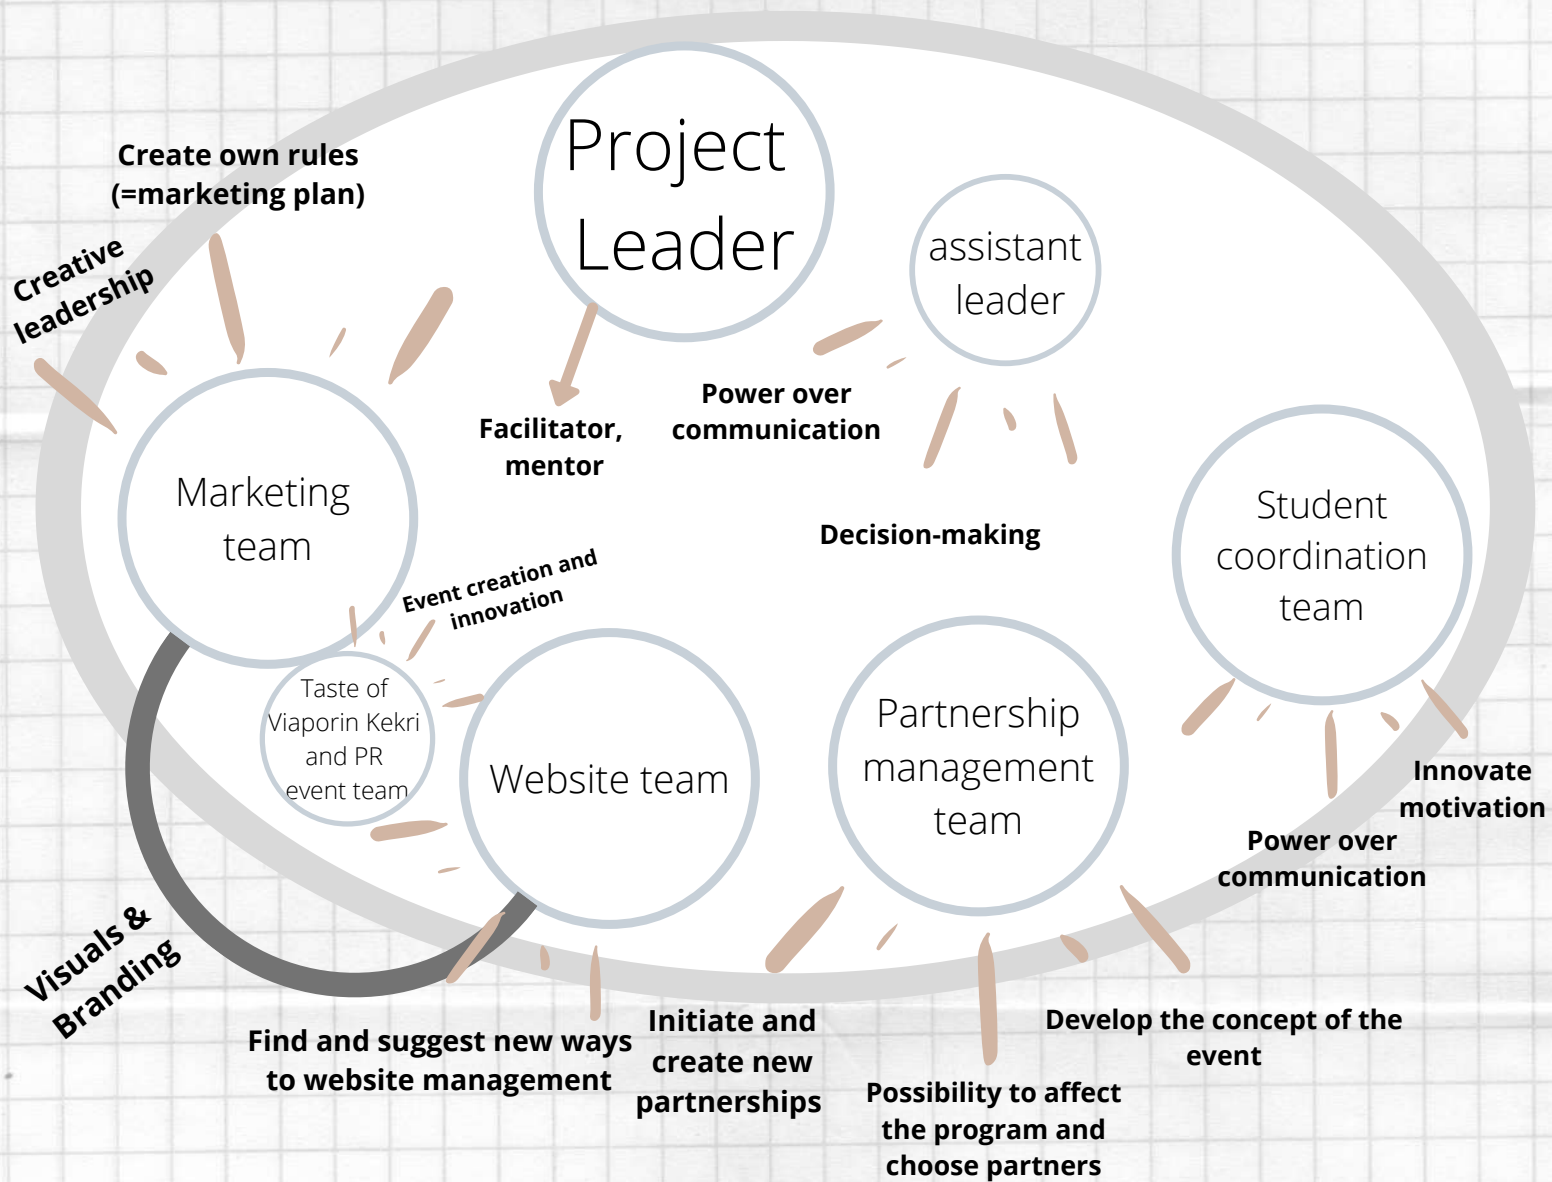 Project
Leader
Create own rules
(=marketing plan)
Creative
leadership
assistant
leader
Power over
communication
Facilitator,
mentor
Decision-making
Marketing
team
Student
coordination
team
Event creation and
innovation
Taste of
Viaporin Kekri
and PR
event team
Website team
Partnership
management
team
Innovate
motivation
Power over
communication
Visuals &
Branding
Find and suggest new ways
to website management
Initiate and
create new
partnerships
Develop the concept of the
event
Possibility to affect
the program and
choose partners